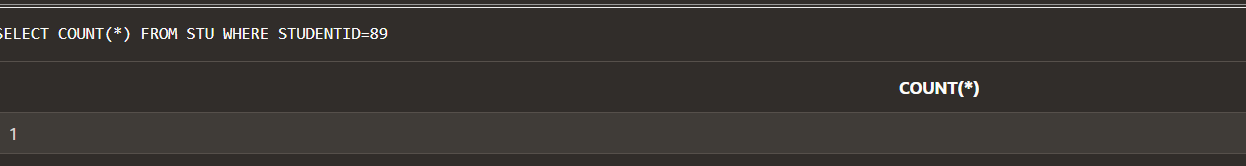 SELECT COUNT(*) FROM STU WHERE STUDENTID=89
COUNT(*)
1